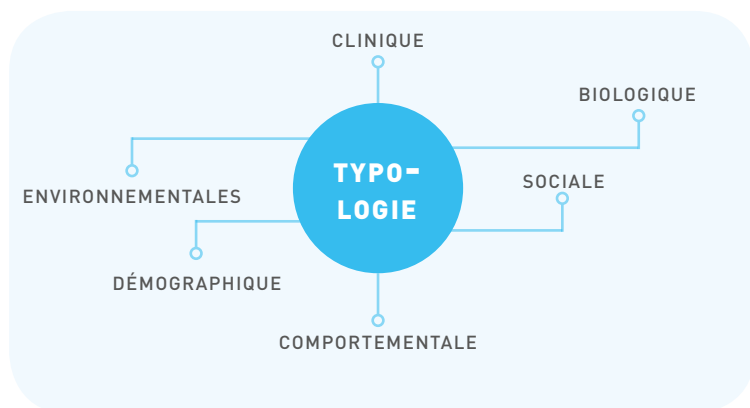 CLINIQUE
BIOLOGIQUE
TYPO-
LOGIE
SOCIALE
ENVIRONNEMENTALES
DÉMOGRAPHIQUE
COMPORTEMENTALE